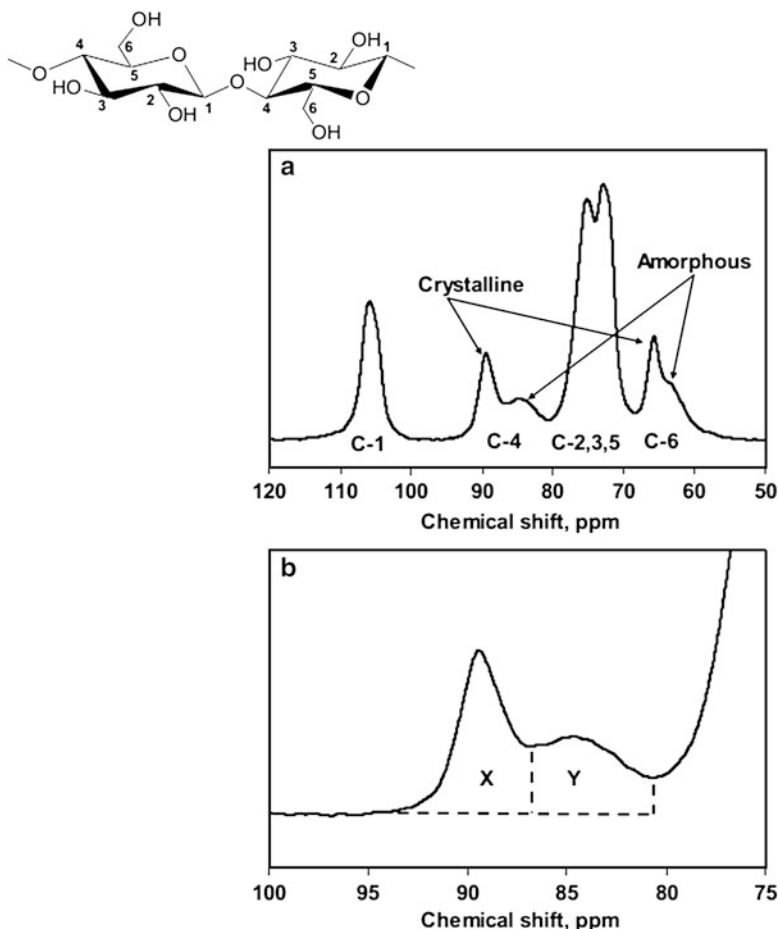 HO
4
6
O
5
O
HO
3
2
OH
1
O
3
HO
2
OH
1
5
4
6
O
OH
a
Crystalline
Amorphous
C-1
C-4
C-2,3,5
C-6
120 110 100 90 80 70 60 50
Chemical shift, ppm
b
X
Y
100 95 90 85 80 75
Chemical shift, ppm